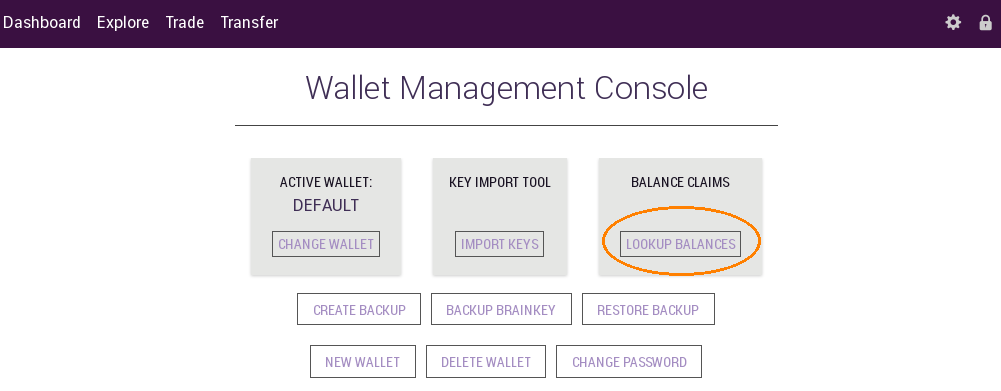 Dashboard Explore Trade Transfer
Wallet Management Console
ACTIVE WALLET:
DEFAULT
CHANGE WALLET
KEY IMPORT TOOL
IMPORT KEYS
BALANCE CLAIMS
LOOKUP BALANCES
CREATE BACKUP BACKUP BRAINKEY RESTORE BACKUP
NEW WALLET DELETE WALLET CHANGE PASSWORD